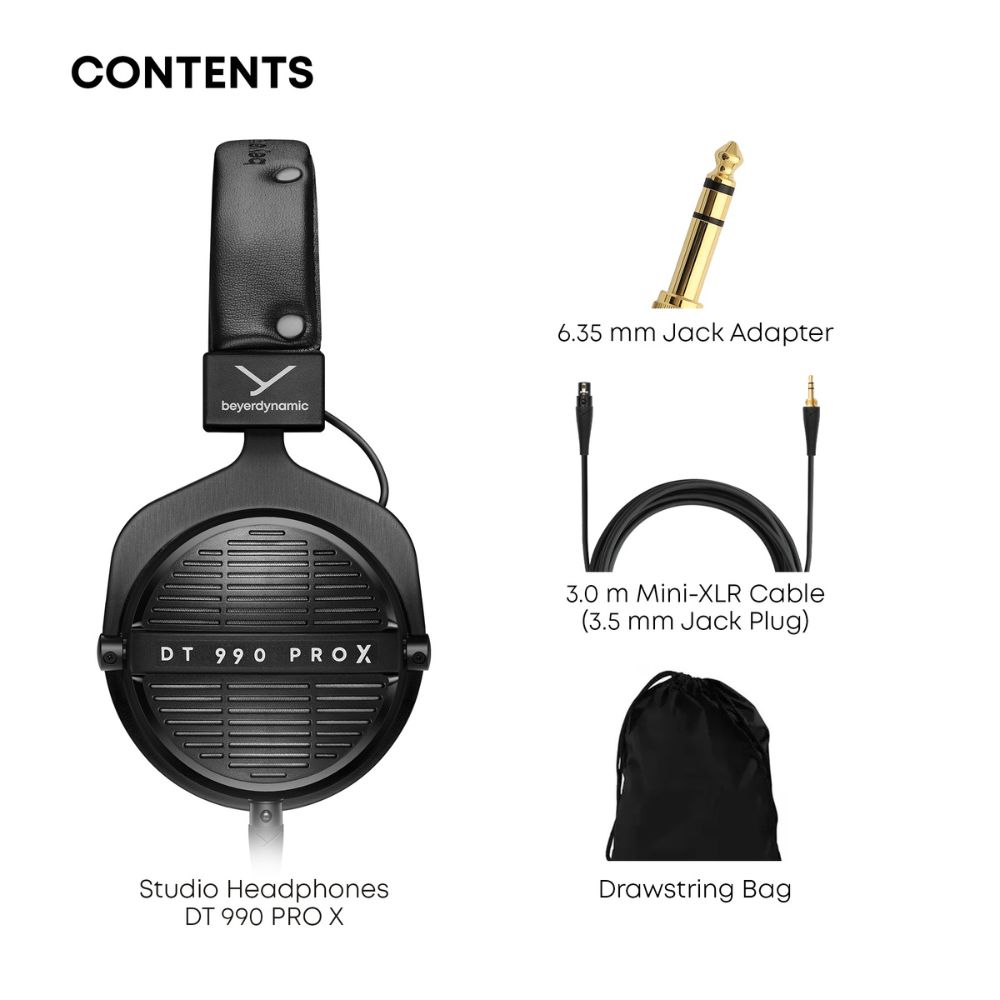 CONTENTS
beyerdynamic
DT 990 PRO X
Studio Headphones
DT 990 PRO X
6.35 mm Jack Adapter
3.0 m Mini-XLR Cable
(3.5 mm Jack Plug)
Drawstring Bag